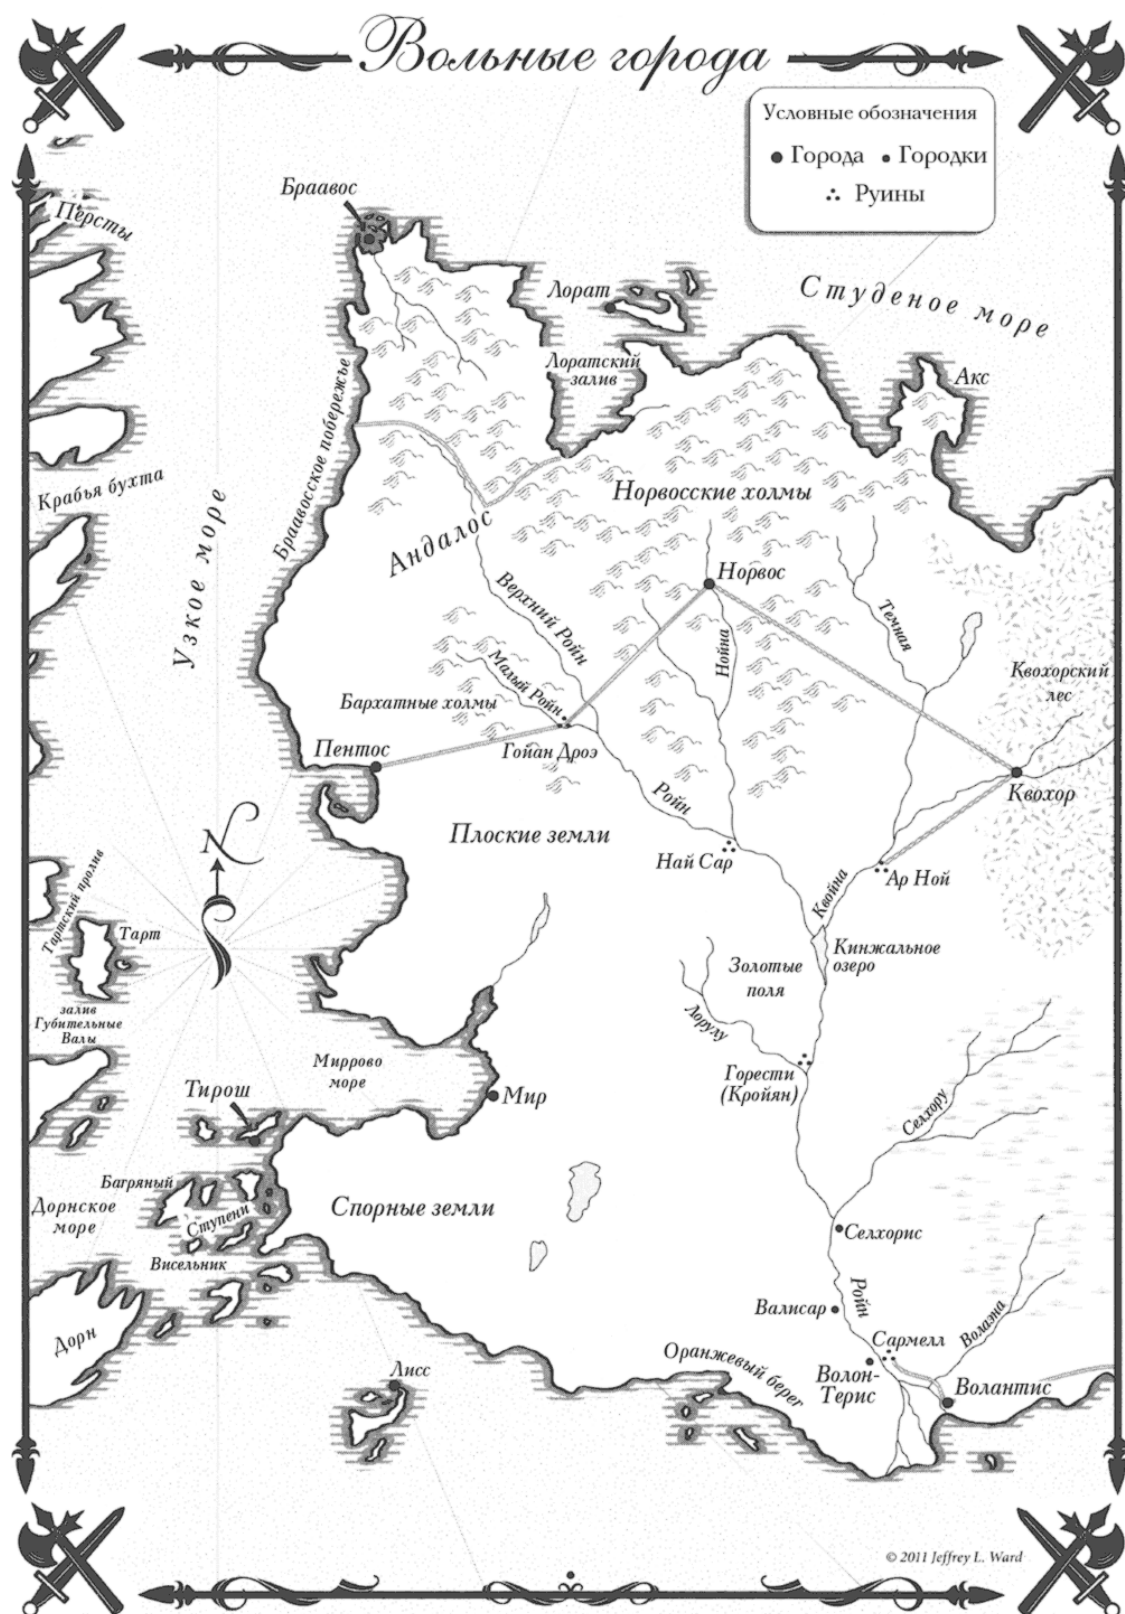 Вольные города
Условные обозначения
Города
Городки
Руины
Браавос
Персты
Лорат
Студеное море
Лоратский
залив
Акс
Браавосское побережье
Крабья бухта
Узкое море
Андалос
Норвосские холмы
Норвос
Верхний Ройн
Темная
Нойна
Малый Ройн
Квохорский
лес
Бархатные холмы
Пентос
Гойан Дроэ
Квохор
Ройн
Плоские земли
Най Сар
Ар Ной
Квойна
Тартский пролив
Тарт
Кинжальное
озеро
Золотые
поля
залив
Губительные
Валы
Лорулу
Миррово
море
Горести
(Кройян)
Тирош
Мир
Селхору
Багряный
Дорнское
море
Ступени
Спорные земли
Селхорис
Висельник
Ройн
Валисар
Волаэна
Сармелл
Дорн
Лисс
Оранжевый берег
Волон-
Терис
Волантис
© 2011 Jeffrey L. Ward